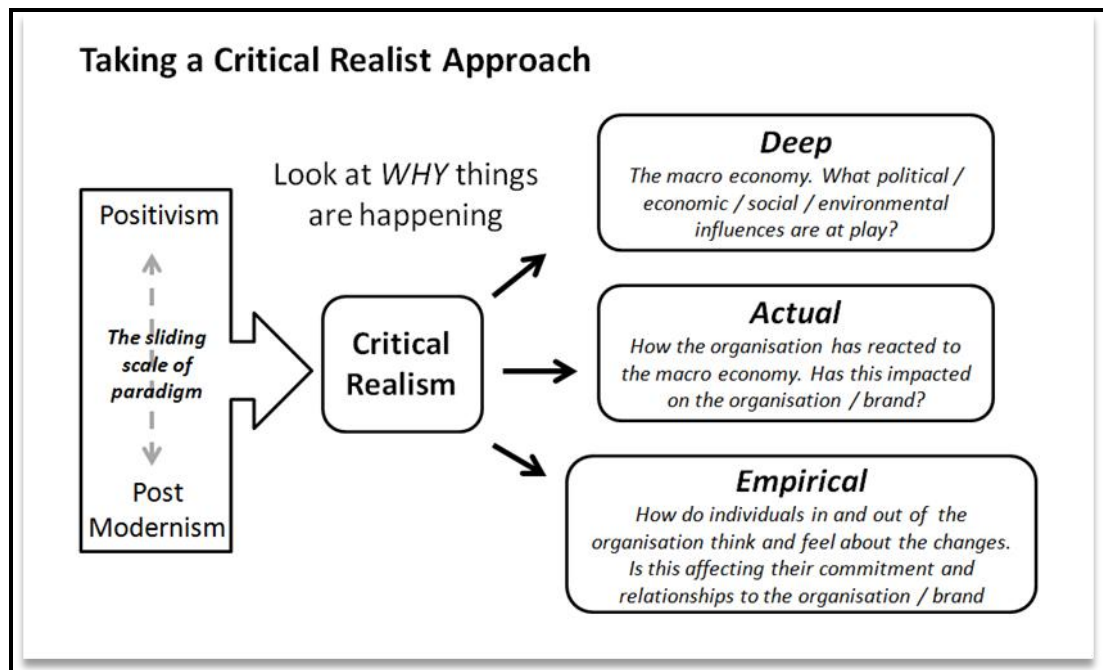 Taking a Critical Realist Approach
Look at WHY things
are happening
Positivism
The sliding
scale of
paradigm
Post
Modernism
Critical
Realism
Deep
The macro economy. What political /
economic / social / environmental
influences are at play?
Actual
How the organisation has reacted to
the macro economy. Has this impacted
on the organisation / brand?
Empirical
How do individuals in and out of the
organisation think and feel about the changes.
Is this affecting their commitment and
relationships to the organisation / brand